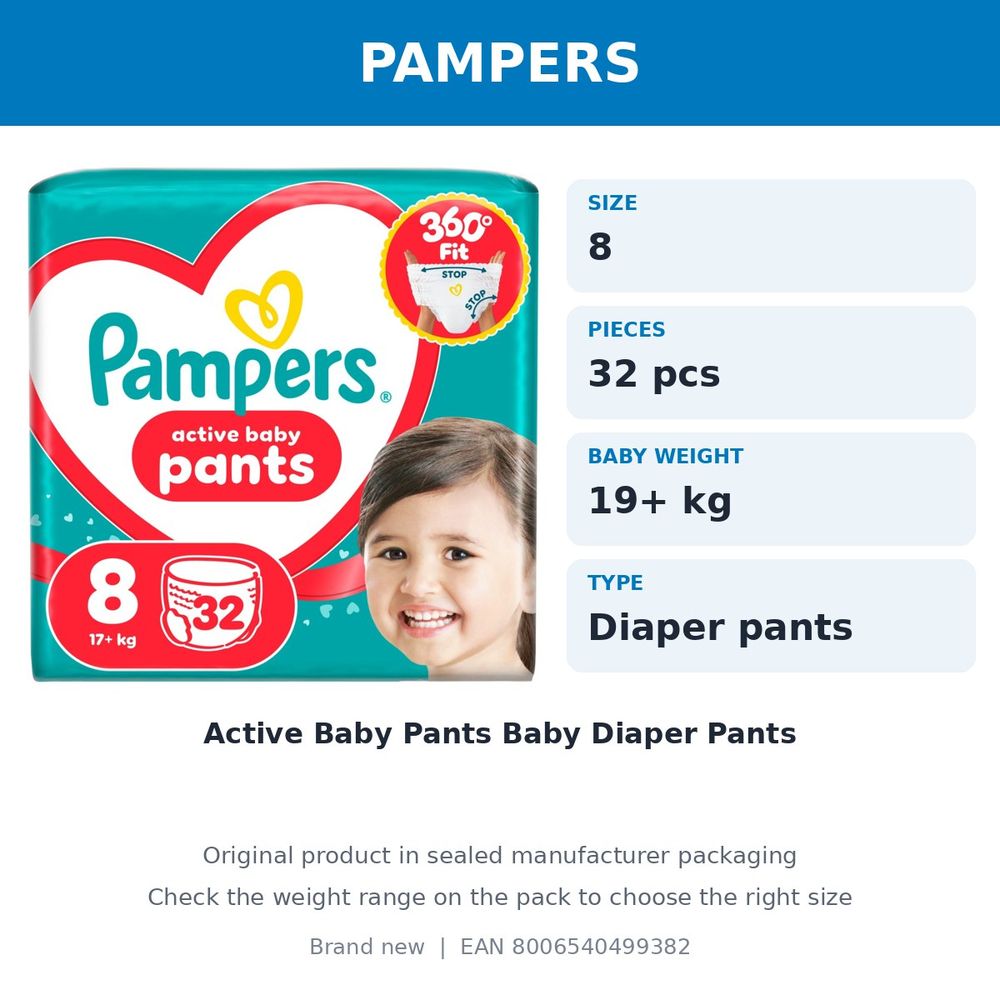 PAMPERS
360°
Fit
STOP
STOP
Pampers®
active baby
pants
8
32
17+ kg
SIZE
8
PIECES
32 pcs
BABY WEIGHT
19+ kg
TYPE
Diaper pants
Active Baby Pants Baby Diaper Pants
Original product in sealed manufacturer packaging
Check the weight range on the pack to choose the right size
Brand new | EAN 8006540499382